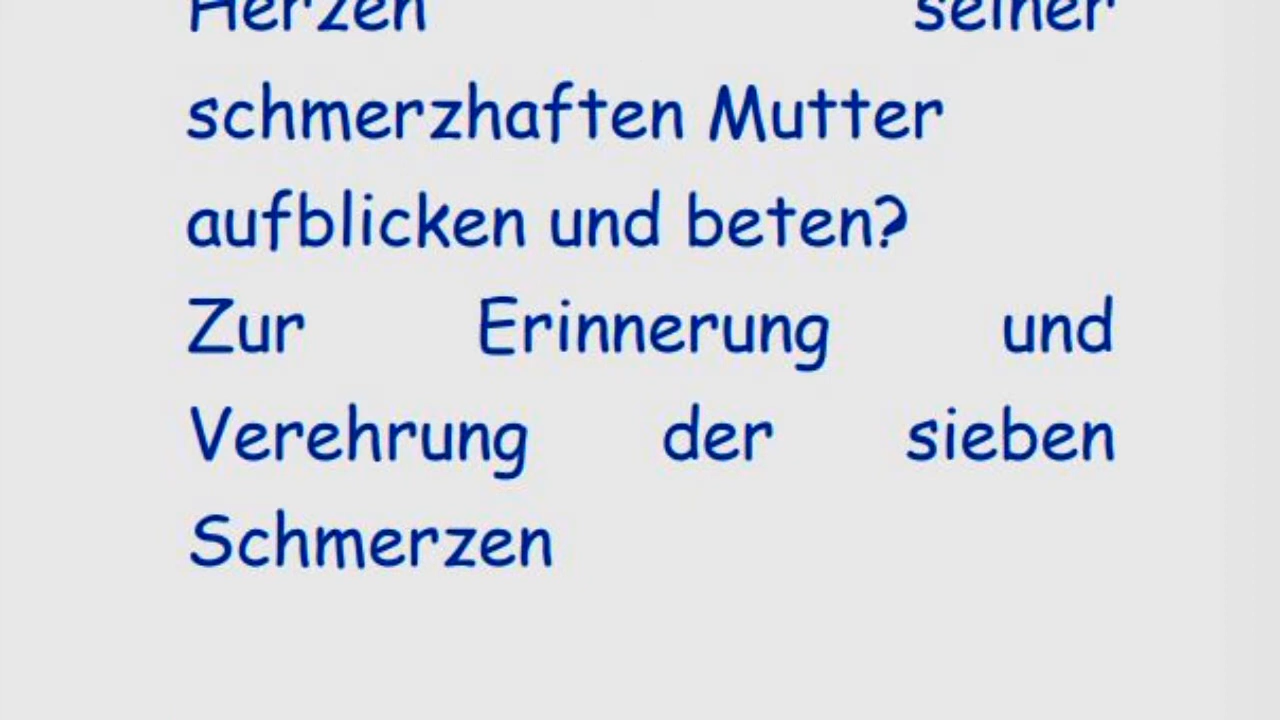 Herzen seiner
schmerzhaften Mutter
aufblicken und beten?
Zur Erinnerung und
Verehrung der sieben
Schmerzen